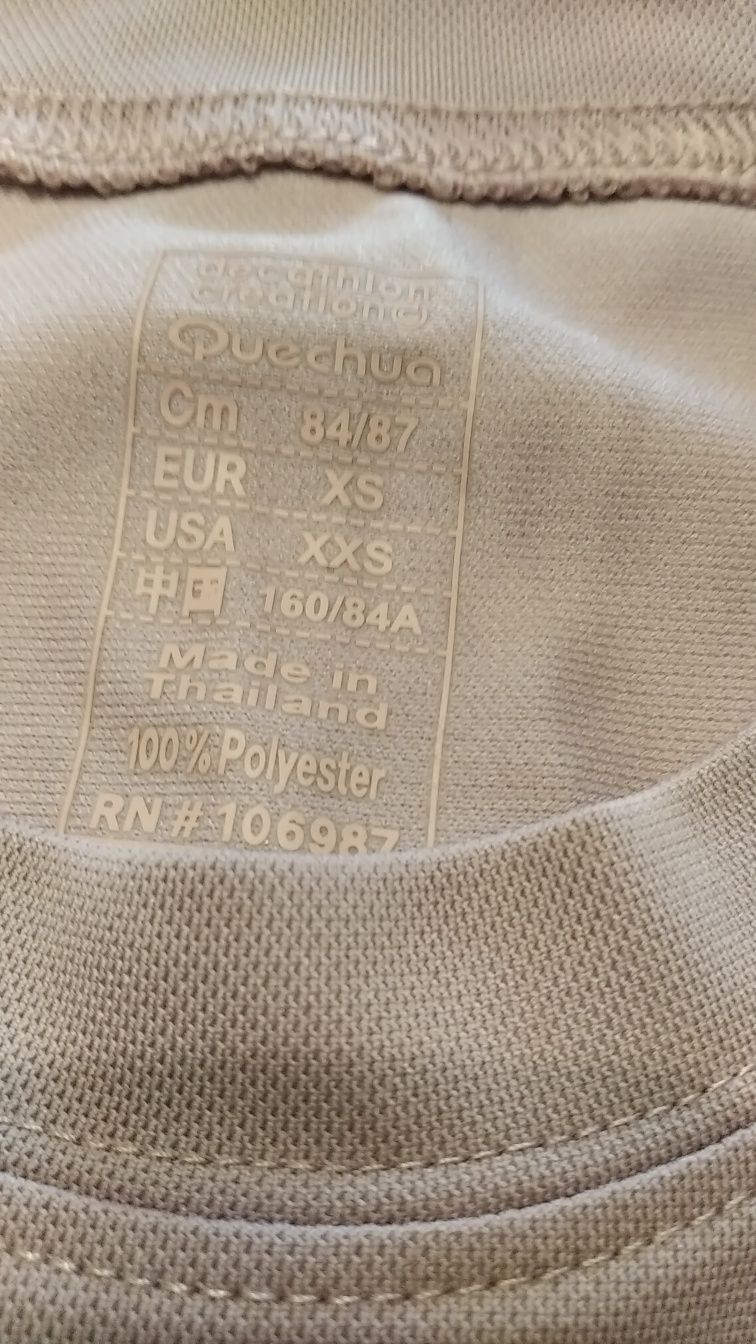 decathlon
creation©
Quechua
Cm 84/87
EUR XS
USA XXS
中国 160/84A
Made in
Thailand
100% Polyester
RN # 106987